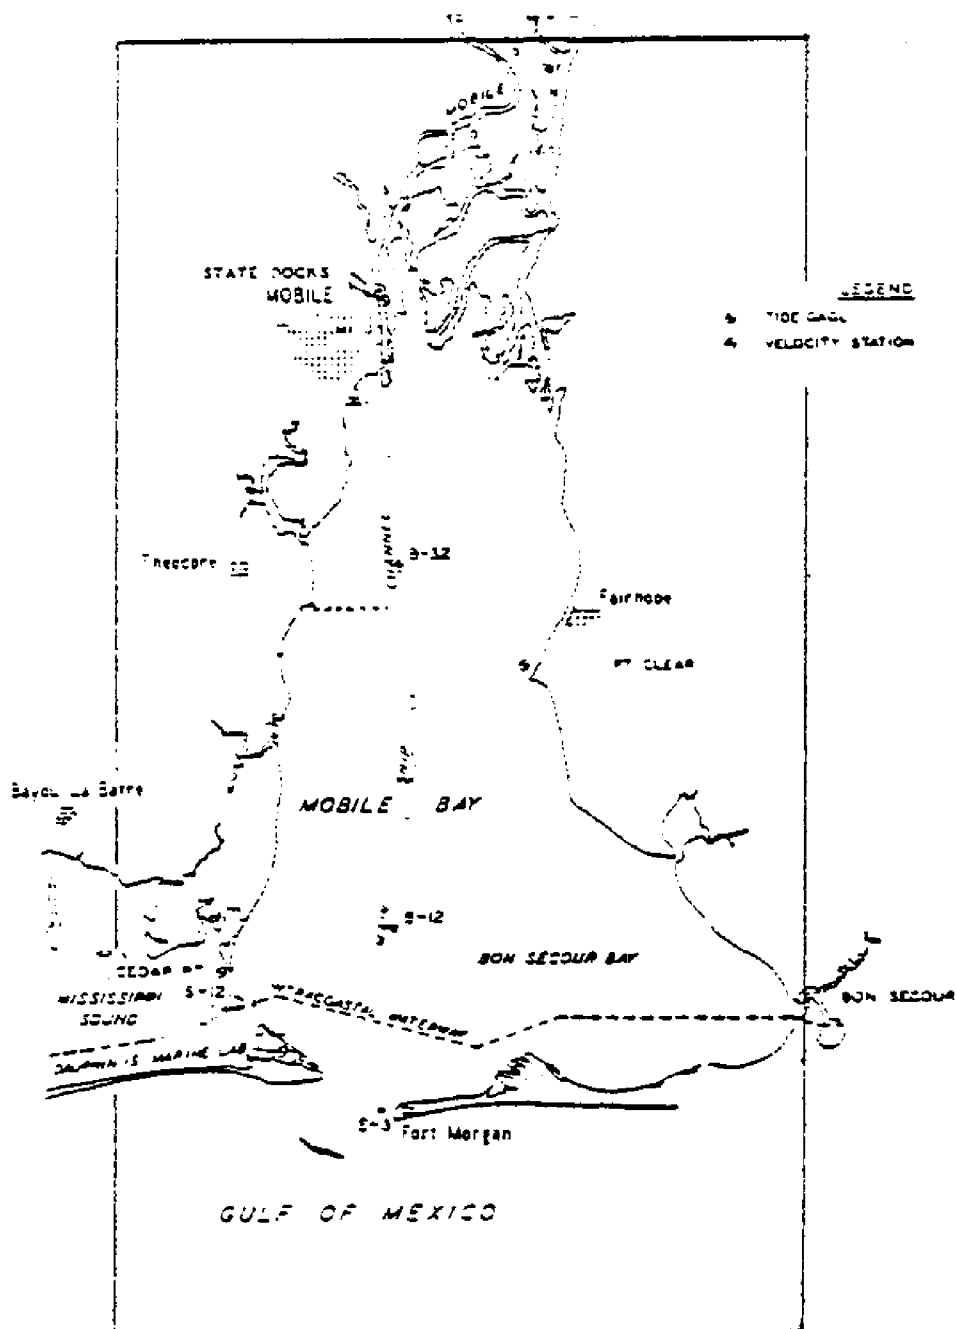 MOBILE
STATE DOCKS
MOBILE
LEGEND
TIDE GAGE
VELOCITY STATION
CHANNEL
B-32
Theodore
Fairhope
PT CLEAR
SHIP
Bayou La Batre
MOBILE BAY
B-12
BON SECOUR BAY
CEDAR PT
S-12
MISSISSIPPI
SOUND
INTRACOASTAL WATERWAY
BON SECOUR
DAUPHIN IS MARINE LAB
S-3
Fort Morgan
GULF OF MEXICO